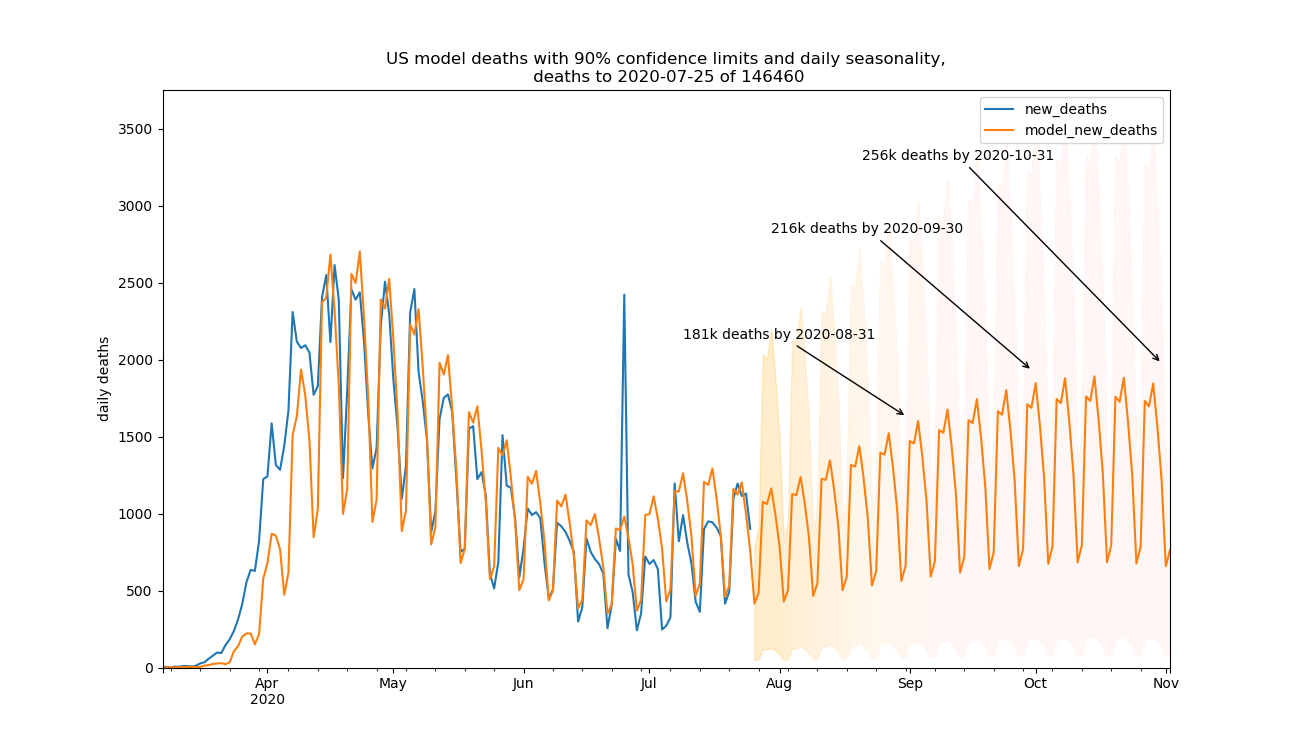 US model deaths with 90% confidence limits and daily seasonality,
deaths to 2020-07-25 of 146460
new_deaths
model_new_deaths
256k deaths by 2020-10-31
216k deaths by 2020-09-30
181k deaths by 2020-08-31
daily deaths
3500
3000
2500
2000
1500
1000
500
0
Apr
2020
May
Jun
Jul
Aug
Sep
Oct
Nov